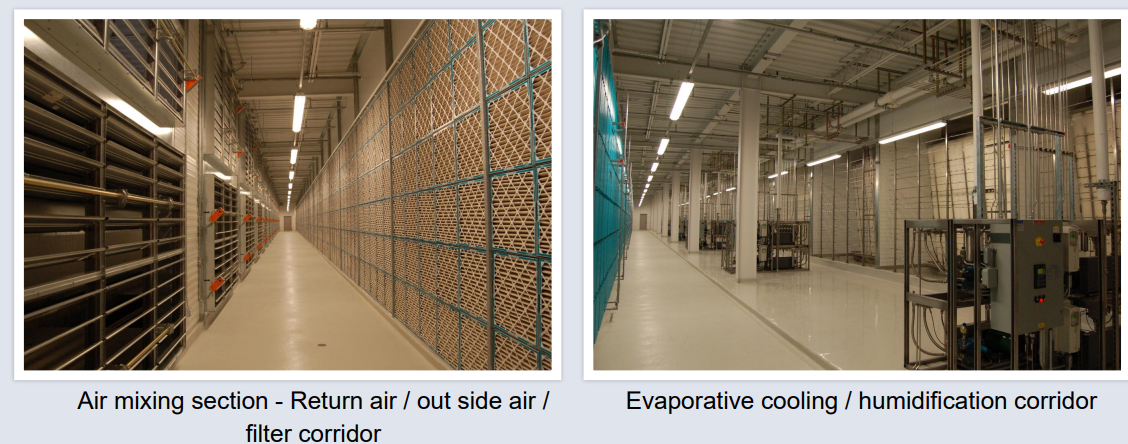 Air mixing section - Return air / out side air /
filter corridor
Evaporative cooling / humidification corridor